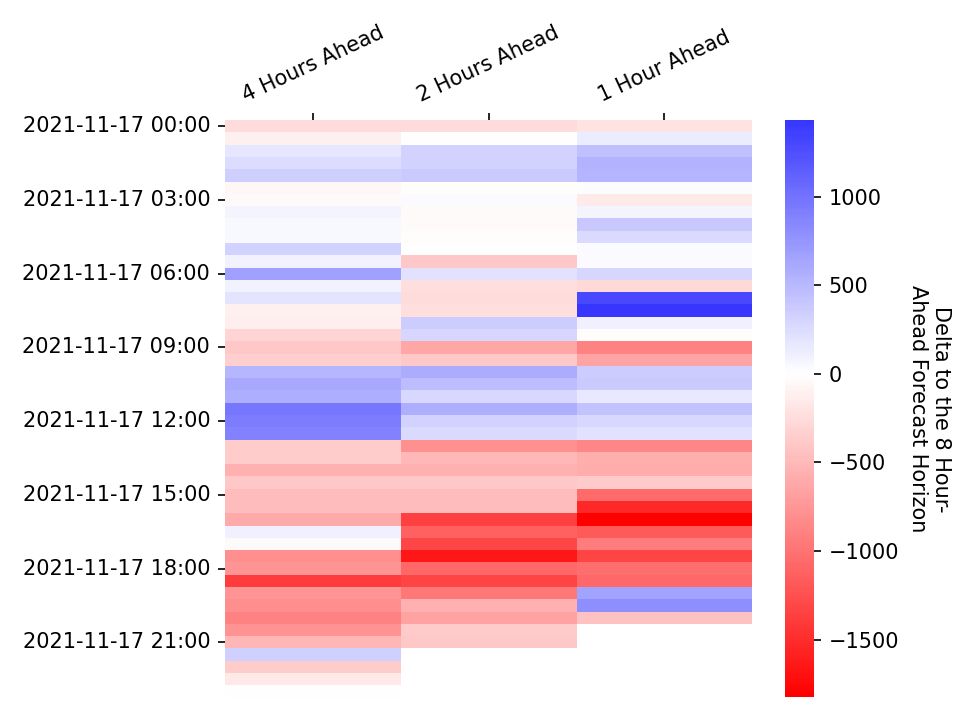 4 Hours Ahead
2 Hours Ahead
1 Hour Ahead
2021-11-17 00:00
2021-11-17 03:00
2021-11-17 06:00
2021-11-17 09:00
2021-11-17 12:00
2021-11-17 15:00
2021-11-17 18:00
2021-11-17 21:00
1000
500
0
−500
−1000
−1500
Delta to the 8 Hour-
Ahead Forecast Horizon